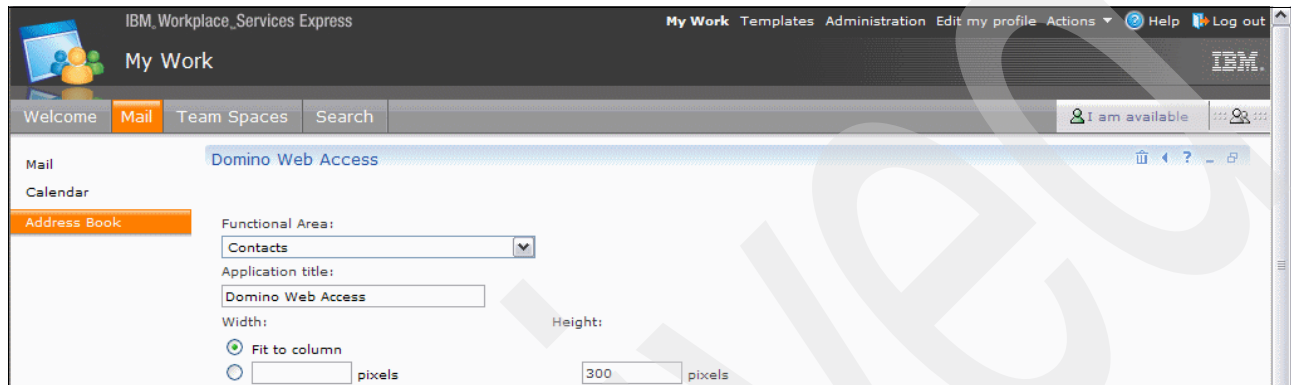 IBM_Workplace_Services Express
My Work Templates Administration Edit my profile Actions Help Log out
My Work
IBM.
Welcome Mail Team Spaces Search I am available
Mail
Calendar
Address Book
Domino Web Access
Functional Area:
Contacts
Application title:
Domino Web Access
Width: Height:
Fit to column
pixels 300 pixels